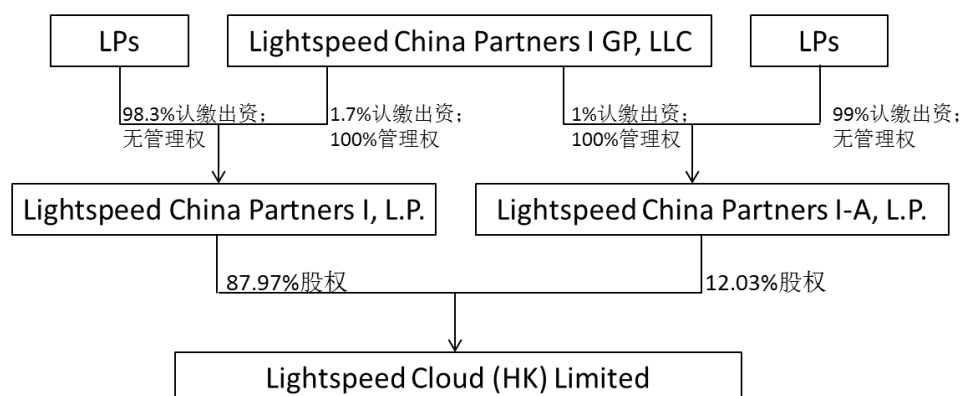 LPs
Lightspeed China Partners I GP, LLC
LPs
98.3%认缴出资；
无管理权
1.7%认缴出资；
100%管理权
1%认缴出资；
100%管理权
99%认缴出资；
无管理权
Lightspeed China Partners I, L.P.
Lightspeed China Partners I-A, L.P.
87.97%股权
12.03%股权
Lightspeed Cloud (HK) Limited